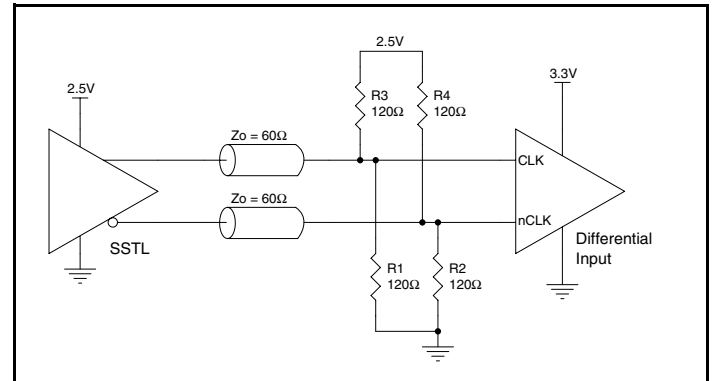 2.5V
3.3V
2.5V
R3
120Ω
R4
120Ω
Zo = 60Ω
CLK
Zo = 60Ω
nCLK
SSTL
Differential
Input
R1
120Ω
R2
120Ω